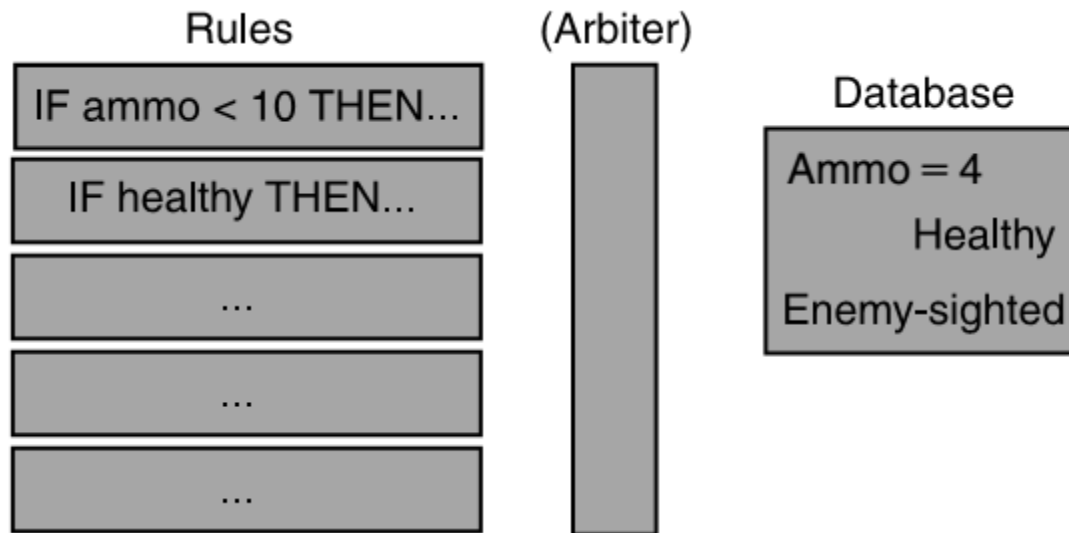 Rules
IF ammo < 10 THEN...
IF healthy THEN...
...
...
...
(Arbiter)
Database
Ammo = 4
Healthy
Enemy-sighted